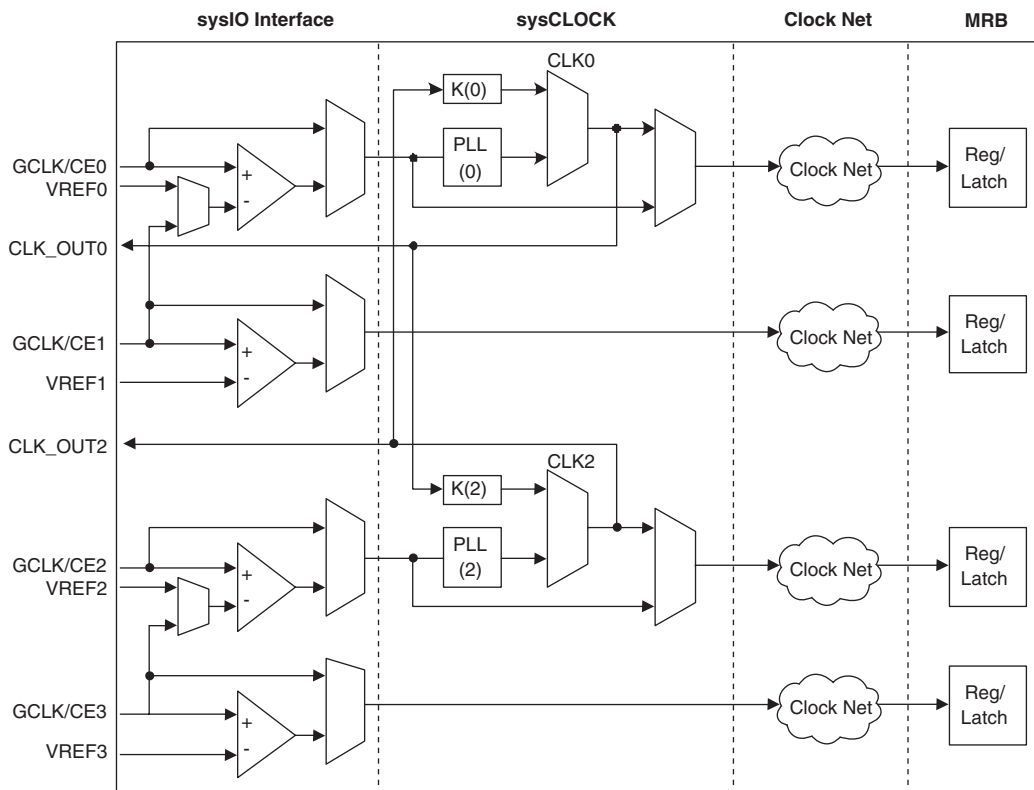 sysIO Interface
sysCLOCK
Clock Net
MRB
CLK0
K(0)
GCLK/CE0
+
PLL
(0)
Clock Net
Reg/
Latch
VREF0
-
CLK_OUT0
GCLK/CE1
+
Clock Net
Reg/
Latch
VREF1
-
CLK_OUT2
CLK2
K(2)
GCLK/CE2
+
PLL
(2)
Clock Net
Reg/
Latch
VREF2
-
GCLK/CE3
+
Clock Net
Reg/
Latch
VREF3
-